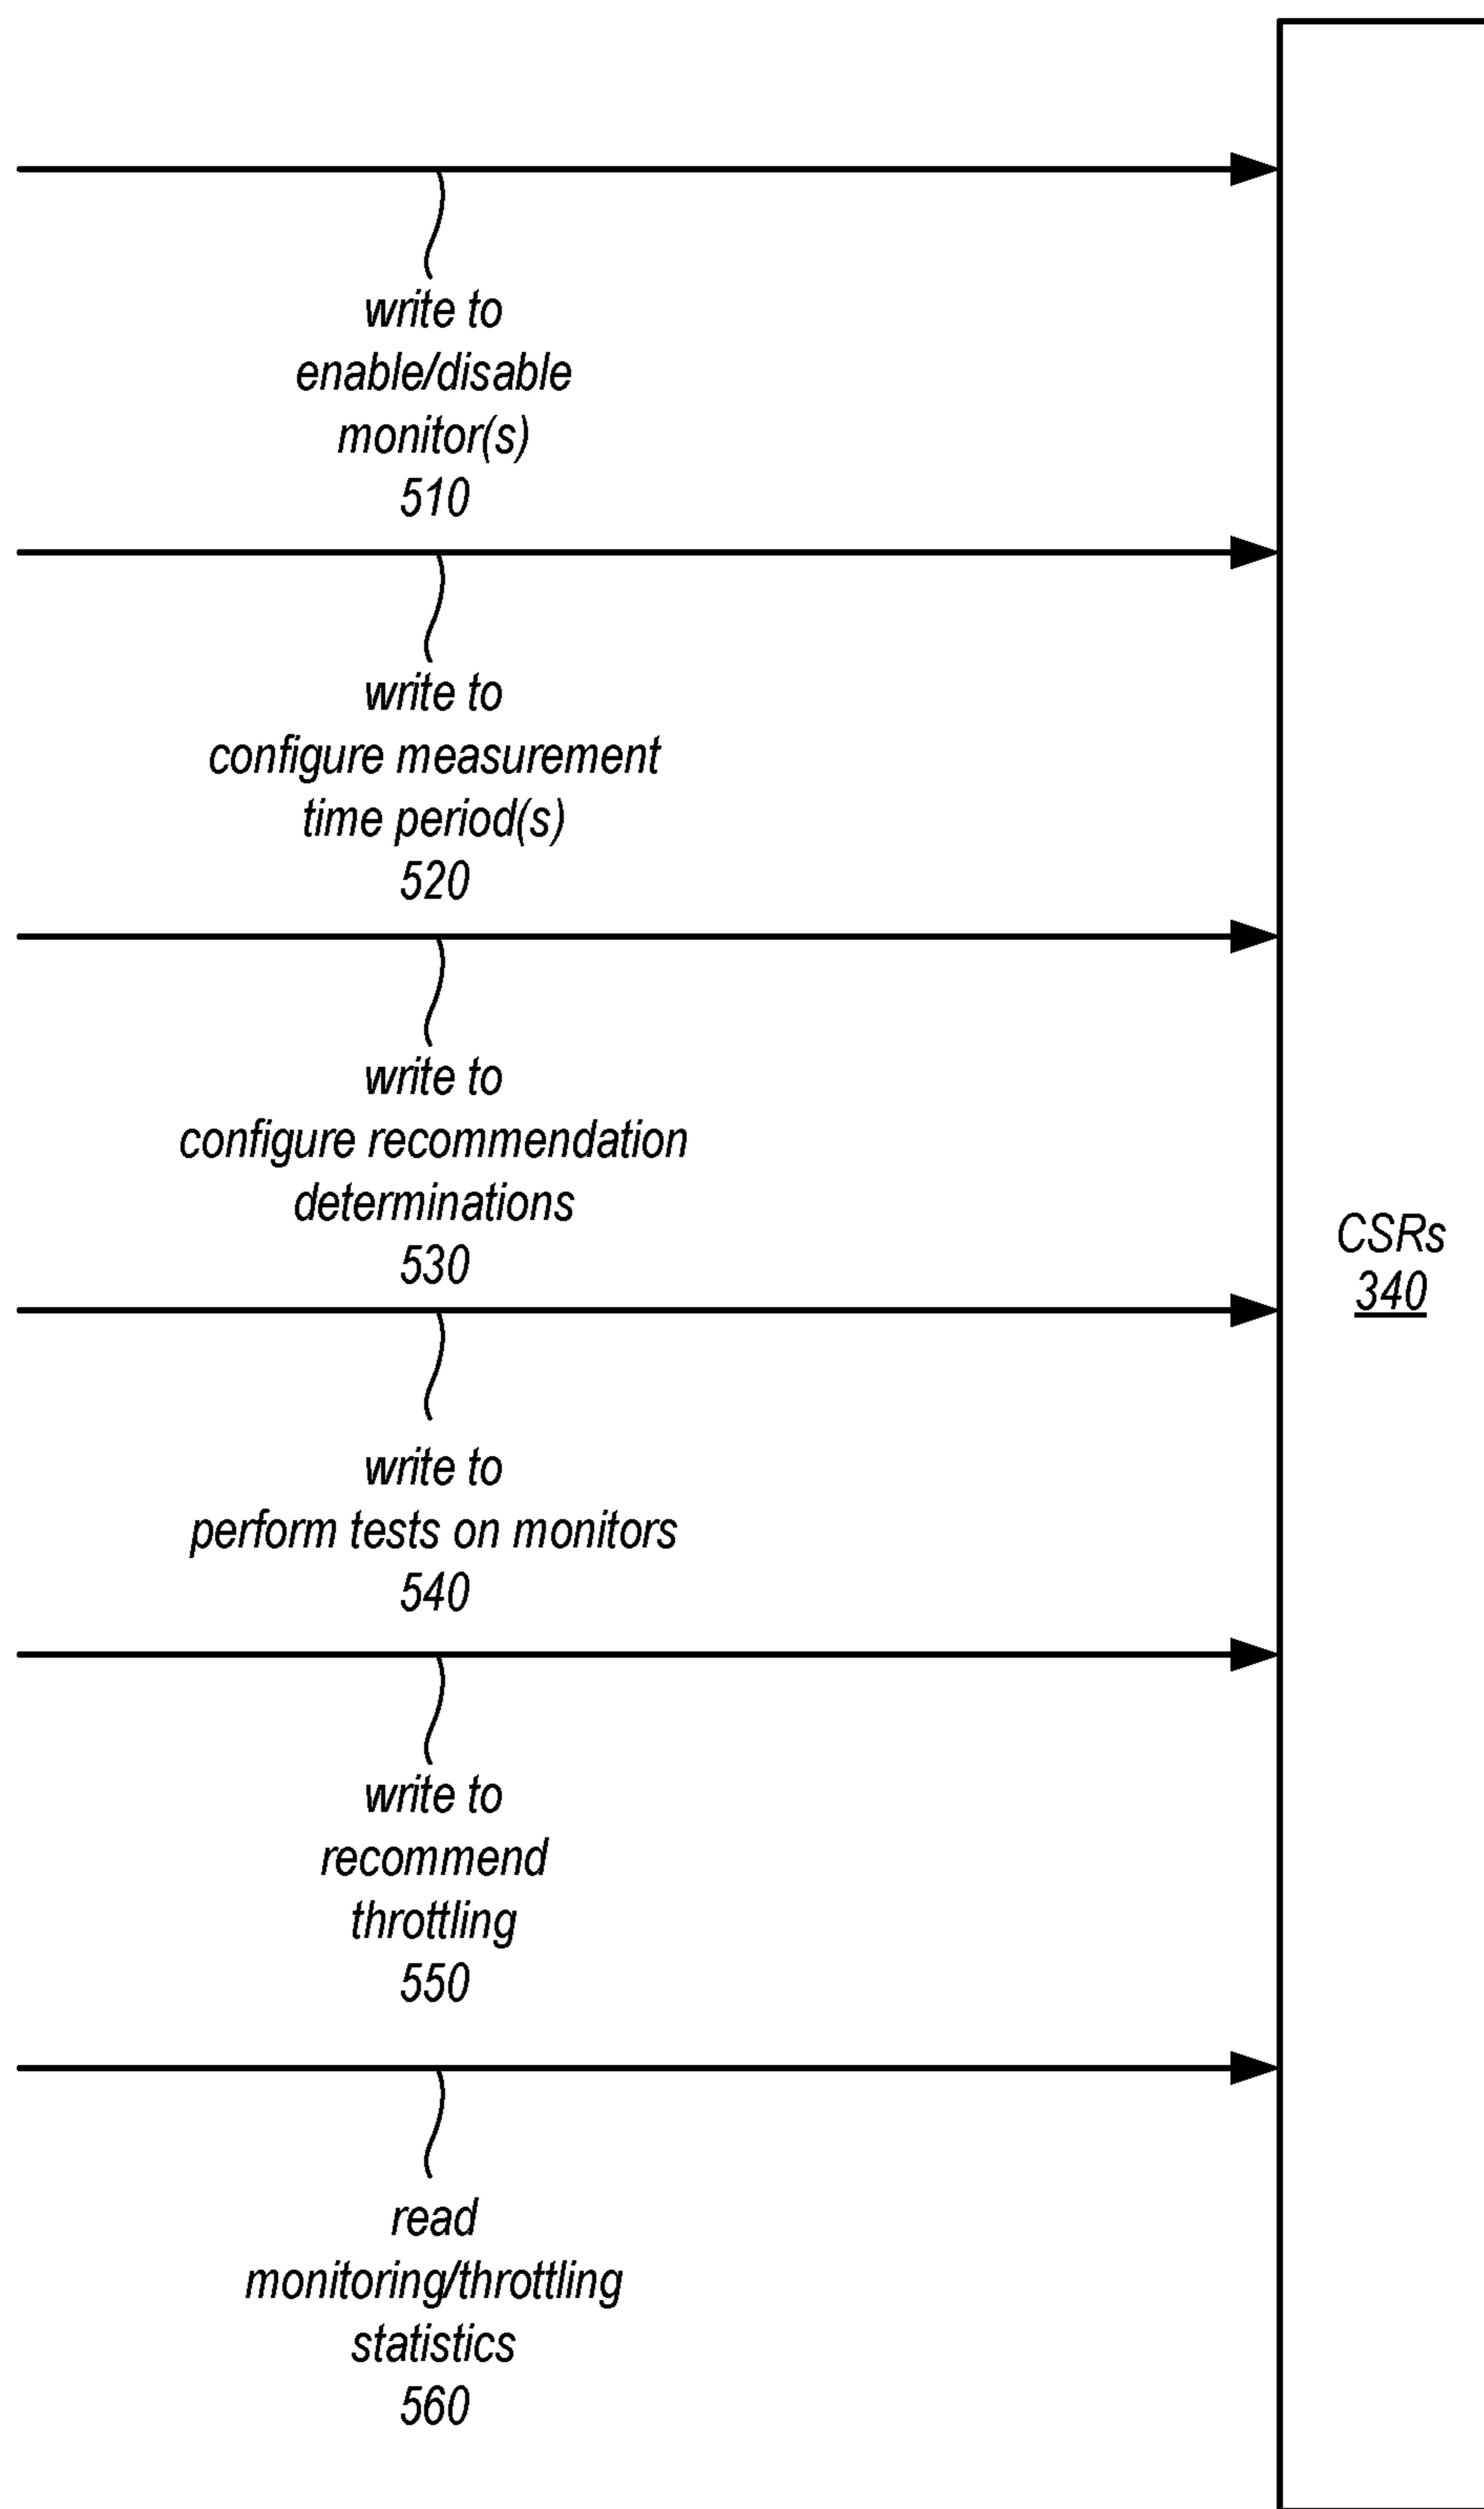 write to
enable/disable
monitor(s)
510
write to
configure measurement
time period(s)
520
write to
configure recommendation
determinations
530
CSRs
340
write to
perform tests on monitors
540
write to
recommend
throttling
550
read
monitoring/throttling
statistics
560